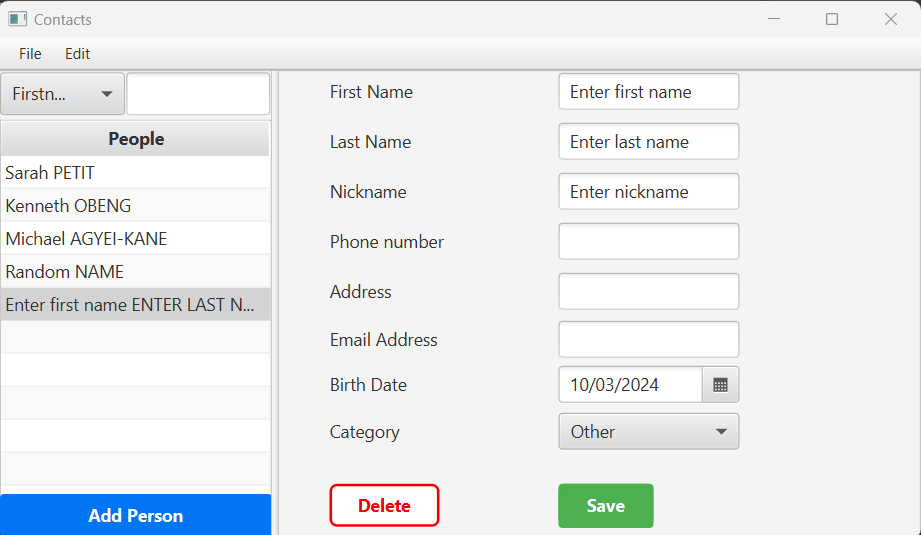 Contacts
File Edit
Firstn...
People
Sarah PETIT
Kenneth OBENG
Michael AGYEI-KANE
Random NAME
Enter first name ENTER LAST N...
Add Person
First Name Enter first name
Last Name Enter last name
Nickname Enter nickname
Phone number
Address
Email Address
Birth Date 10/03/2024
Category Other
Delete Save